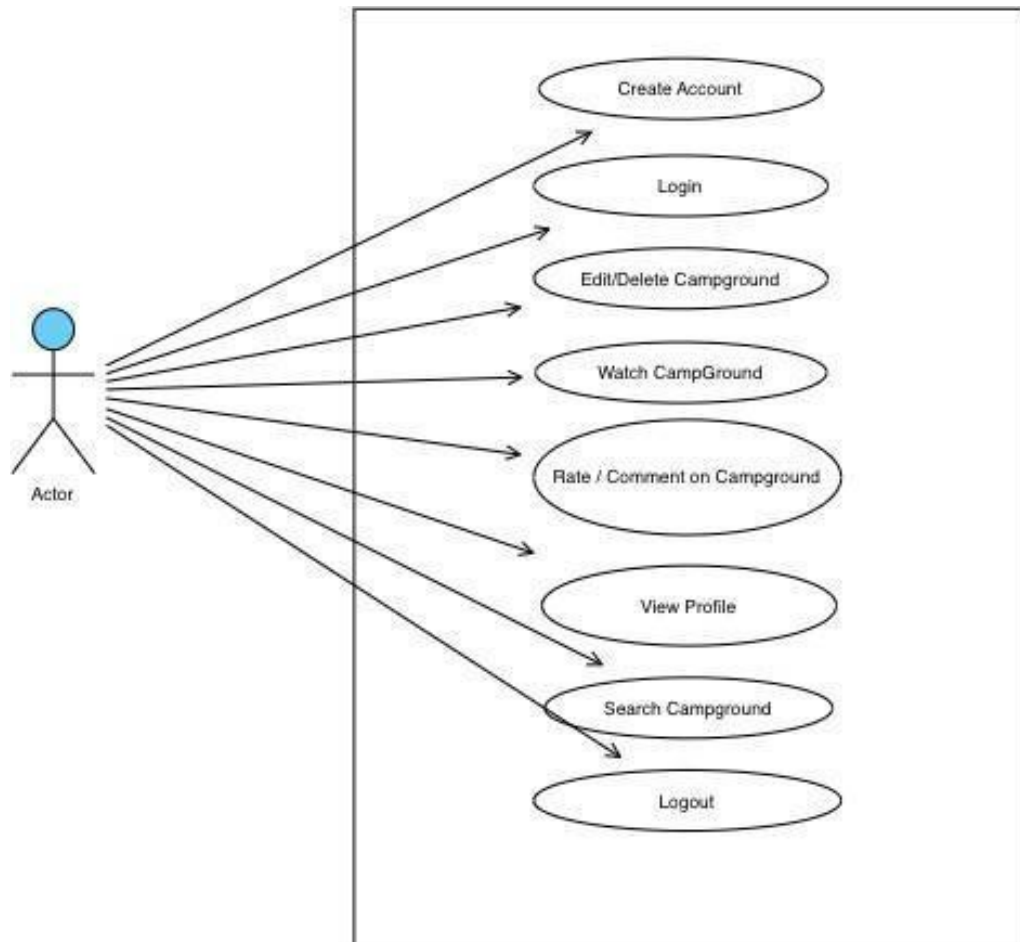 Create Account
Login
Edit/Delete Campground
Watch CampGround
Rate / Comment on Campground
Actor
View Profile
Search Campground
Logout